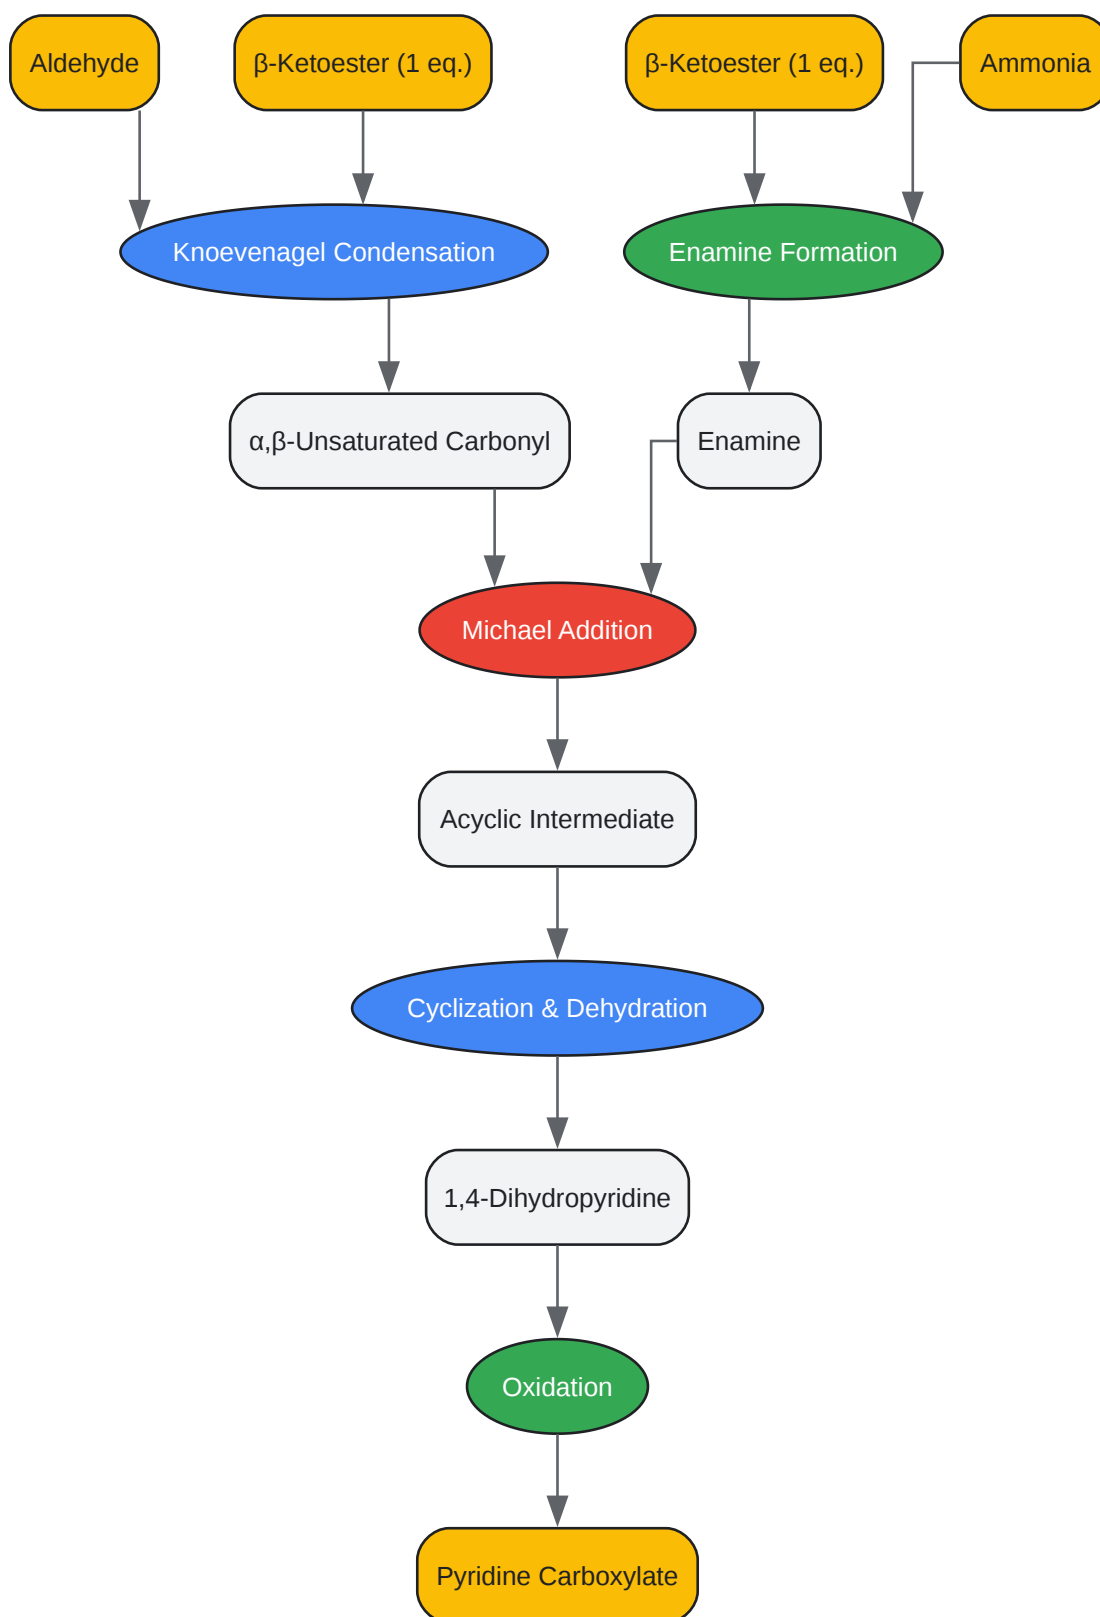 Aldehyde
β-Ketoester (1 eq.)
β-Ketoester (1 eq.)
Ammonia
Knoevenagel Condensation
Enamine Formation
α,β-Unsaturated Carbonyl
Enamine
Michael Addition
Acyclic Intermediate
Cyclization & Dehydration
1,4-Dihydropyridine
Oxidation
Pyridine Carboxylate